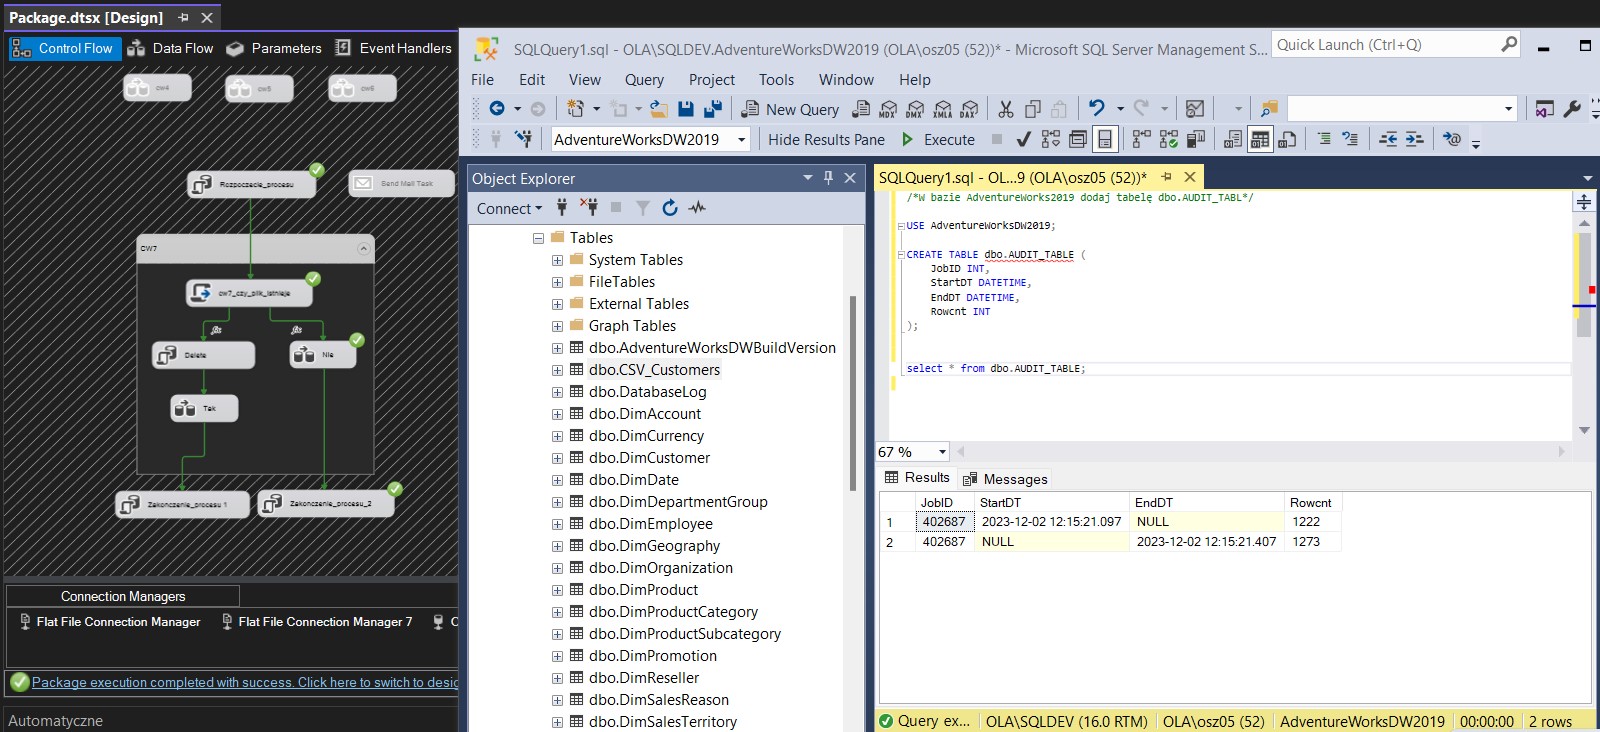 Package.dtsx [Design]
Control Flow
Data Flow
Parameters
Event Handlers
cw4
cw5
cw6
Rozpoczecie_procesu
Send Mail Task
CW7
cw7_czy_plik_istnieje
Delete
Nie
Tak
Zakonczenie_procesu 1
Zakonczenie_procesu_2
Connection Managers
Flat File Connection Manager
Flat File Connection Manager 7
Package execution completed with success. Click here to switch to desig
Automatyczne
SQLQuery1.sql - OLA\SQLDEV.AdventureWorksDW2019 (OLA\osz05 (52))* - Microsoft SQL Server Management S...
Quick Launch (Ctrl+Q)
File Edit View Query Project Tools Window Help
New Query
MDX DMX XMLA DAX
AdventureWorksDW2019
Hide Results Pane
Execute
Object Explorer
Connect
Tables
System Tables
FileTables
External Tables
Graph Tables
dbo.AdventureWorksDWBuildVersion
dbo.CSV_Customers
dbo.DatabaseLog
dbo.DimAccount
dbo.DimCurrency
dbo.DimCustomer
dbo.DimDate
dbo.DimDepartmentGroup
dbo.DimEmployee
dbo.DimGeography
dbo.DimOrganization
dbo.DimProduct
dbo.DimProductCategory
dbo.DimProductSubcategory
dbo.DimPromotion
dbo.DimReseller
dbo.DimSalesReason
dbo.DimSalesTerritory
SQLQuery1.sql - OL...9 (OLA\osz05 (52))*
/*W bazie AdventureWorks2019 dodaj tabelę dbo.AUDIT_TABL*/
USE AdventureWorksDW2019;
CREATE TABLE dbo.AUDIT_TABLE (
JobID INT,
StartDT DATETIME,
EndDT DATETIME,
Rowcnt INT
);
select * from dbo.AUDIT_TABLE;
67 %
Results
Messages
JobID StartDT EndDT Rowcnt
1 402687 2023-12-02 12:15:21.097 NULL 1222
2 402687 NULL 2023-12-02 12:15:21.407 1273
Query ex... OLA\SQLDEV (16.0 RTM) OLA\osz05 (52) AdventureWorksDW2019 00:00:00 2 rows